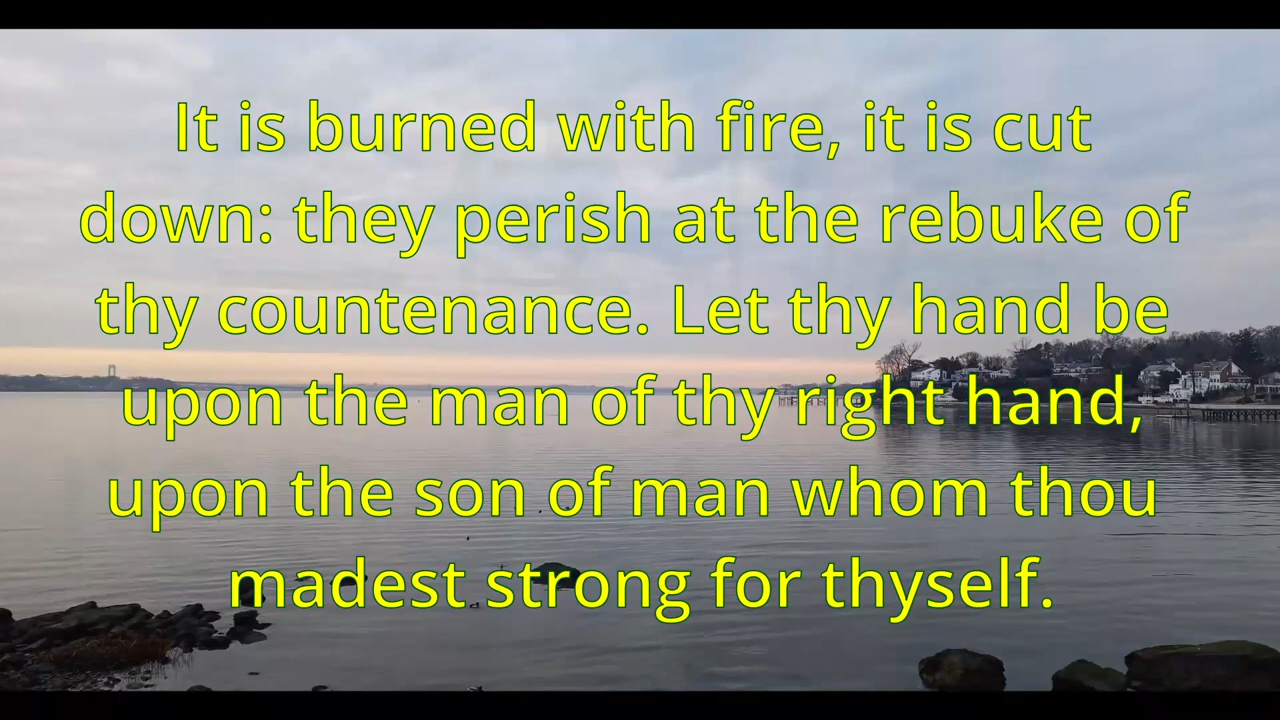 It is burned with fire, it is cut
down: they perish at the rebuke of
thy countenance. Let thy hand be
upon the man of thy right hand,
upon the son of man whom thou
madest strong for thyself.